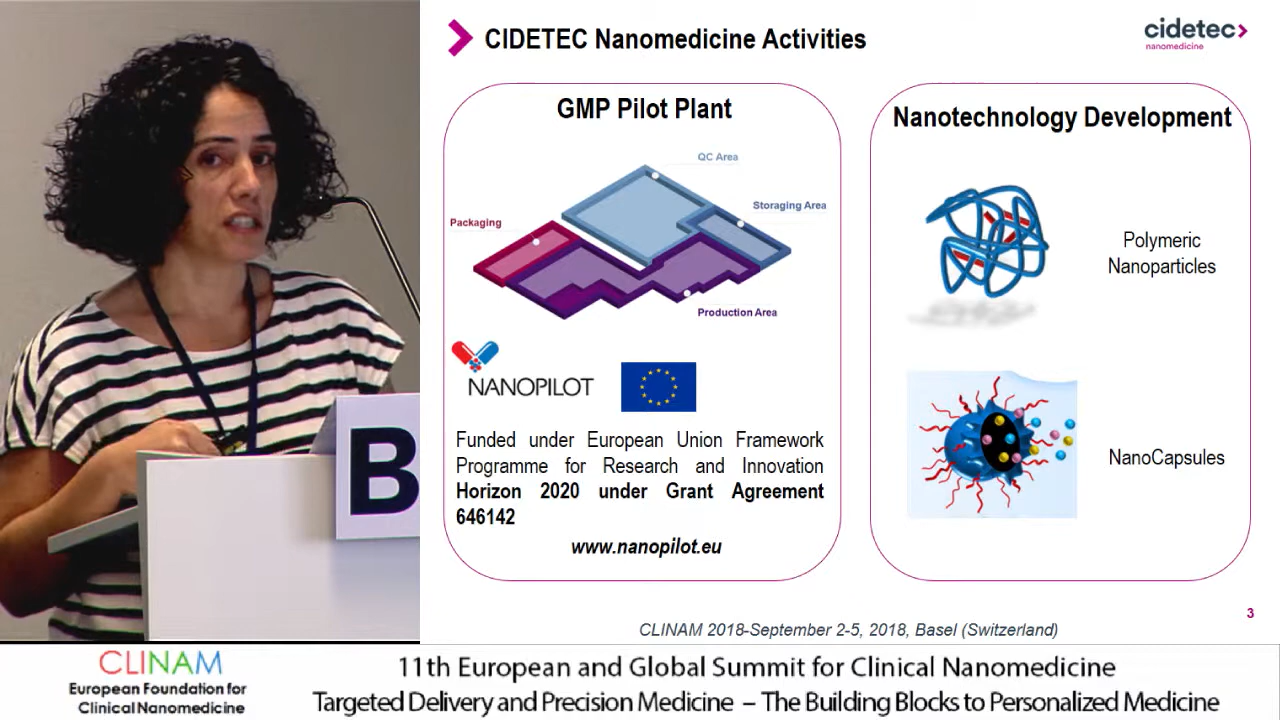 CIDETEC Nanomedicine Activities
cidetec
nanomedicine
GMP Pilot Plant
QC Area
Storaging Area
Packaging
Production Area
NANOPILOT
Funded under European Union Framework
Programme for Research and Innovation
Horizon 2020 under Grant Agreement
646142
www.nanopilot.eu
Nanotechnology Development
Polymeric
Nanoparticles
NanoCapsules
B
3
CLINAM 2018-September 2-5, 2018, Basel (Switzerland)
CLINAM
European Foundation for
Clinical Nanomedicine
11th European and Global Summit for Clinical Nanomedicine
Targeted Delivery and Precision Medicine – The Building Blocks to Personalized Medicine